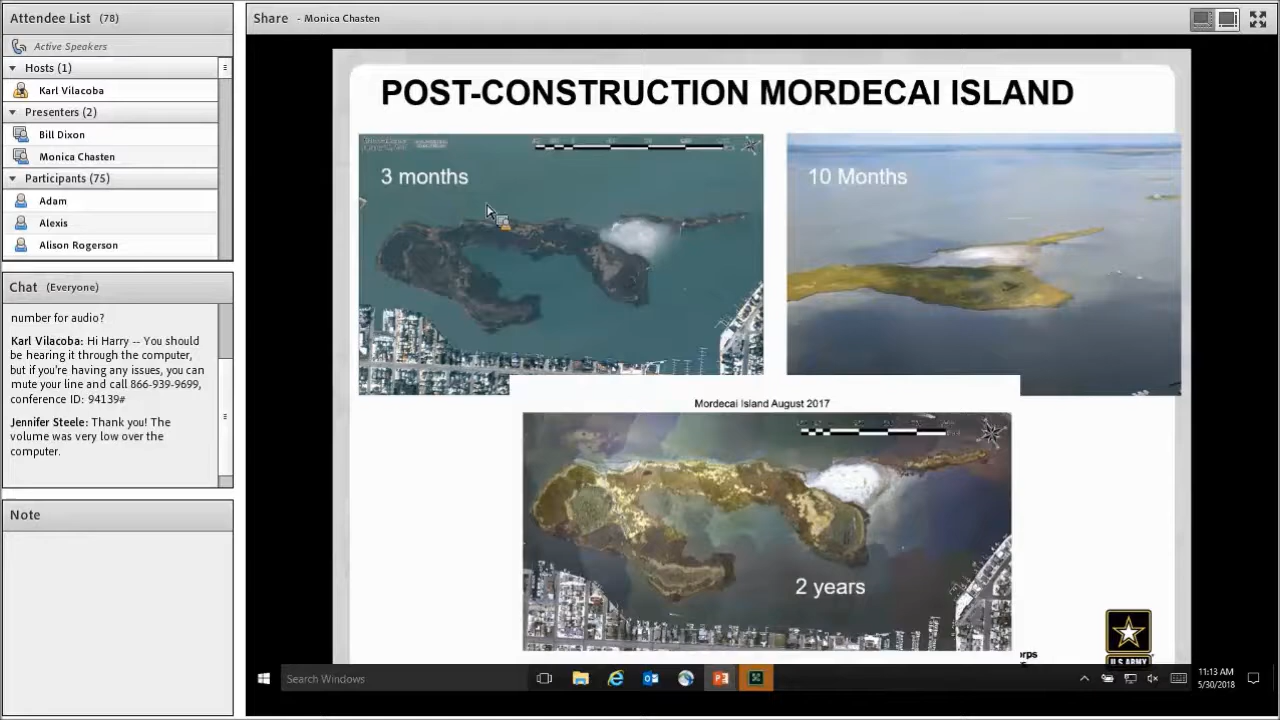 Attendee List (78)
Active Speakers
Hosts (1)
Karl Vilacoba
Presenters (2)
Bill Dixon
Monica Chasten
Participants (75)
Adam
Alexis
Alison Rogerson
Chat (Everyone)
number for audio?
Karl Vilacoba: Hi Harry -- You should
be hearing it through the computer,
but if you're having any issues, you can
mute your line and call 866-939-9699,
conference ID: 94139#
Jennifer Steele: Thank you! The
volume was very low over the
computer.
Note
Share - Monica Chasten
POST-CONSTRUCTION MORDECAI ISLAND
3 months
10 Months
Mordecai Island August 2017
2 years
orps
U.S. ARMY
Search Windows
11:13 AM
5/30/2018